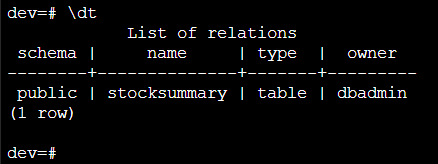 dev=# \dt
              List of relations
 schema |     name     | type  |  owner
--------+--------------+-------+---------
 public | stocksummary | table | dbadmin
(1 row)
dev=#